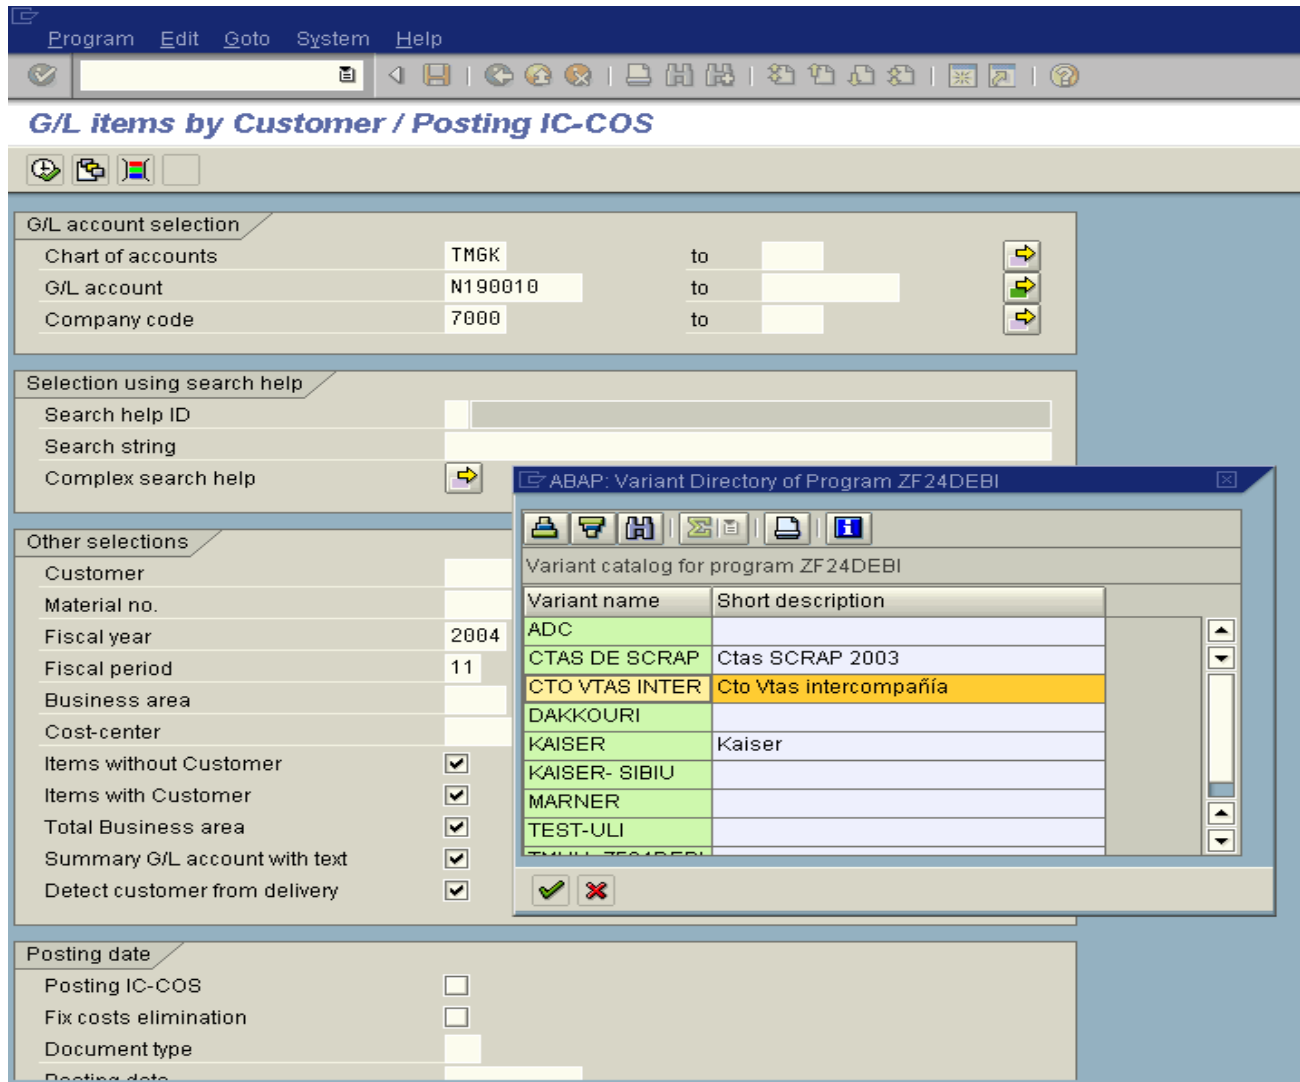 Program Edit Goto System Help
G/L items by Customer / Posting IC-COS
G/L account selection
Chart of accounts TMGK to
G/L account N190010 to
Company code 7000 to
Selection using search help
Search help ID
Search string
Complex search help
ABAP: Variant Directory of Program ZF24DEBI
Variant catalog for program ZF24DEBI
Variant name Short description
ADC
CTAS DE SCRAP Ctas SCRAP 2003
CTO VTAS INTER Cto Vtas intercompañía
DAKKOURI
KAISER Kaiser
KAISER- SIBIU
MARNER
TEST-ULI
Other selections
Customer
Material no.
Fiscal year 2004
Fiscal period 11
Business area
Cost-center
Items without Customer
Items with Customer
Total Business area
Summary G/L account with text
Detect customer from delivery
Posting date
Posting IC-COS
Fix costs elimination
Document type
Posting date